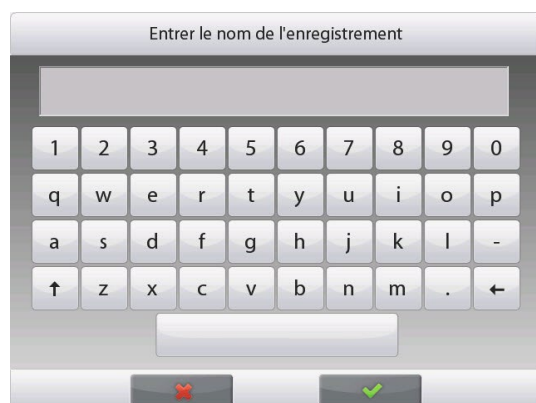 Entrer le nom de l'enregistrement
1 2 3 4 5 6 7 8 9 0
q w e r t y u i o p
a s d f g h j k l -
↑ z x c v b n m . ←